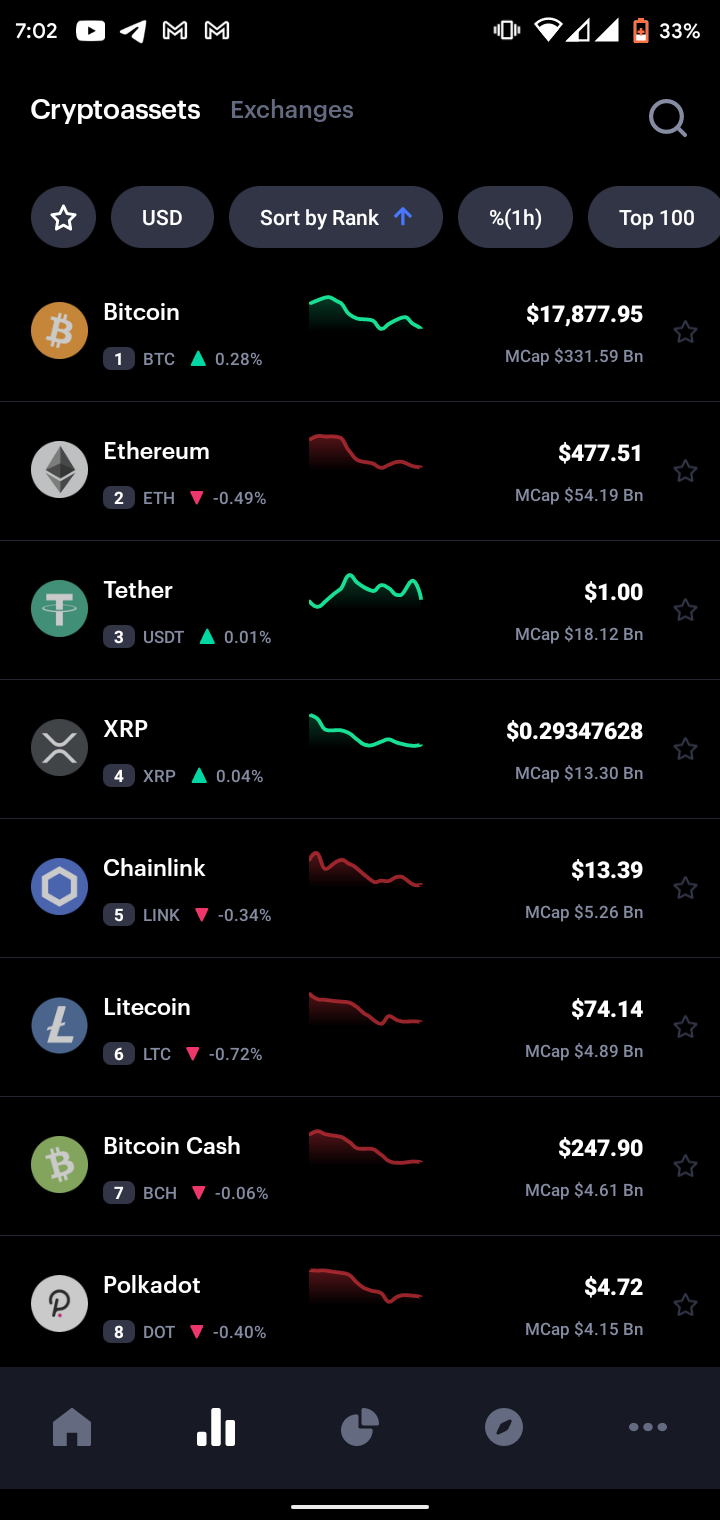 7:02
33%
Cryptoassets Exchanges
USD Sort by Rank %(1h) Top 100
Bitcoin $17,877.95
1 BTC 0.28% MCap $331.59 Bn
Ethereum $477.51
2 ETH -0.49% MCap $54.19 Bn
Tether $1.00
3 USDT 0.01% MCap $18.12 Bn
XRP $0.29347628
4 XRP 0.04% MCap $13.30 Bn
Chainlink $13.39
5 LINK -0.34% MCap $5.26 Bn
Litecoin $74.14
6 LTC -0.72% MCap $4.89 Bn
Bitcoin Cash $247.90
7 BCH -0.06% MCap $4.61 Bn
Polkadot $4.72
8 DOT -0.40% MCap $4.15 Bn